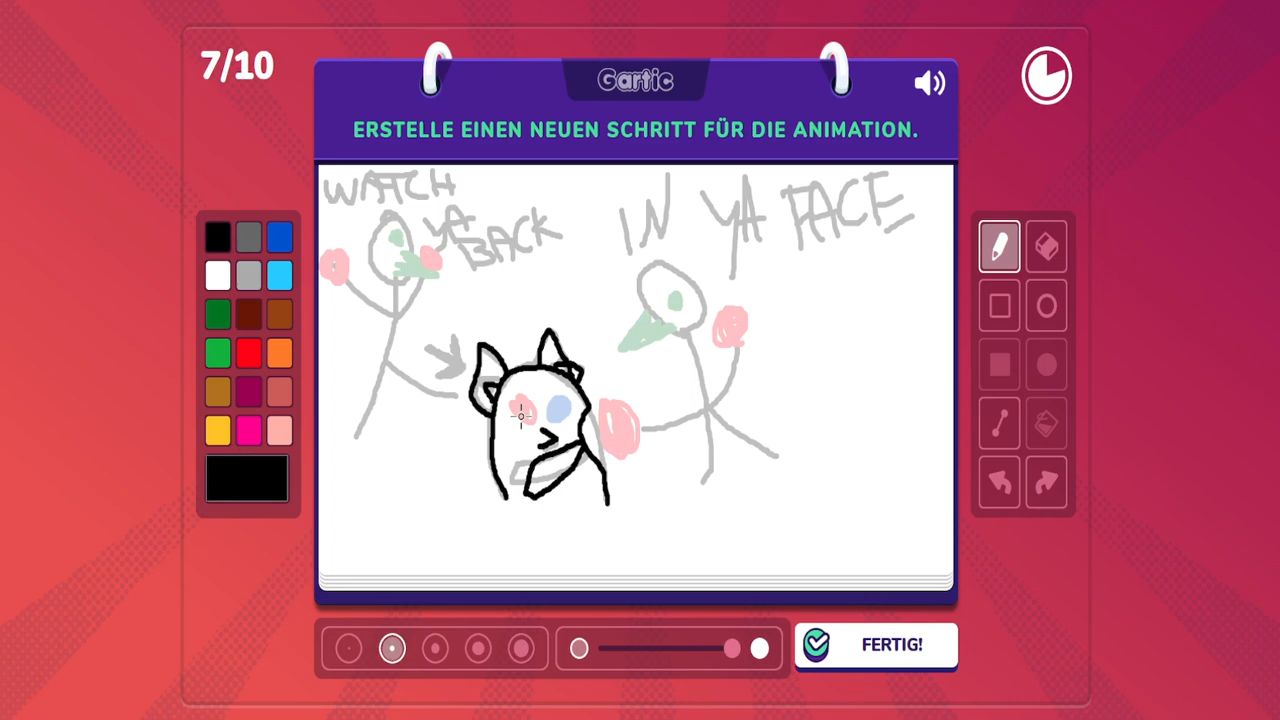 7/10
Gartic
ERSTELLE EINEN NEUEN SCHRITT FÜR DIE ANIMATION.
WATCH
YA
BACK
IN YA FACE
FERTIG!